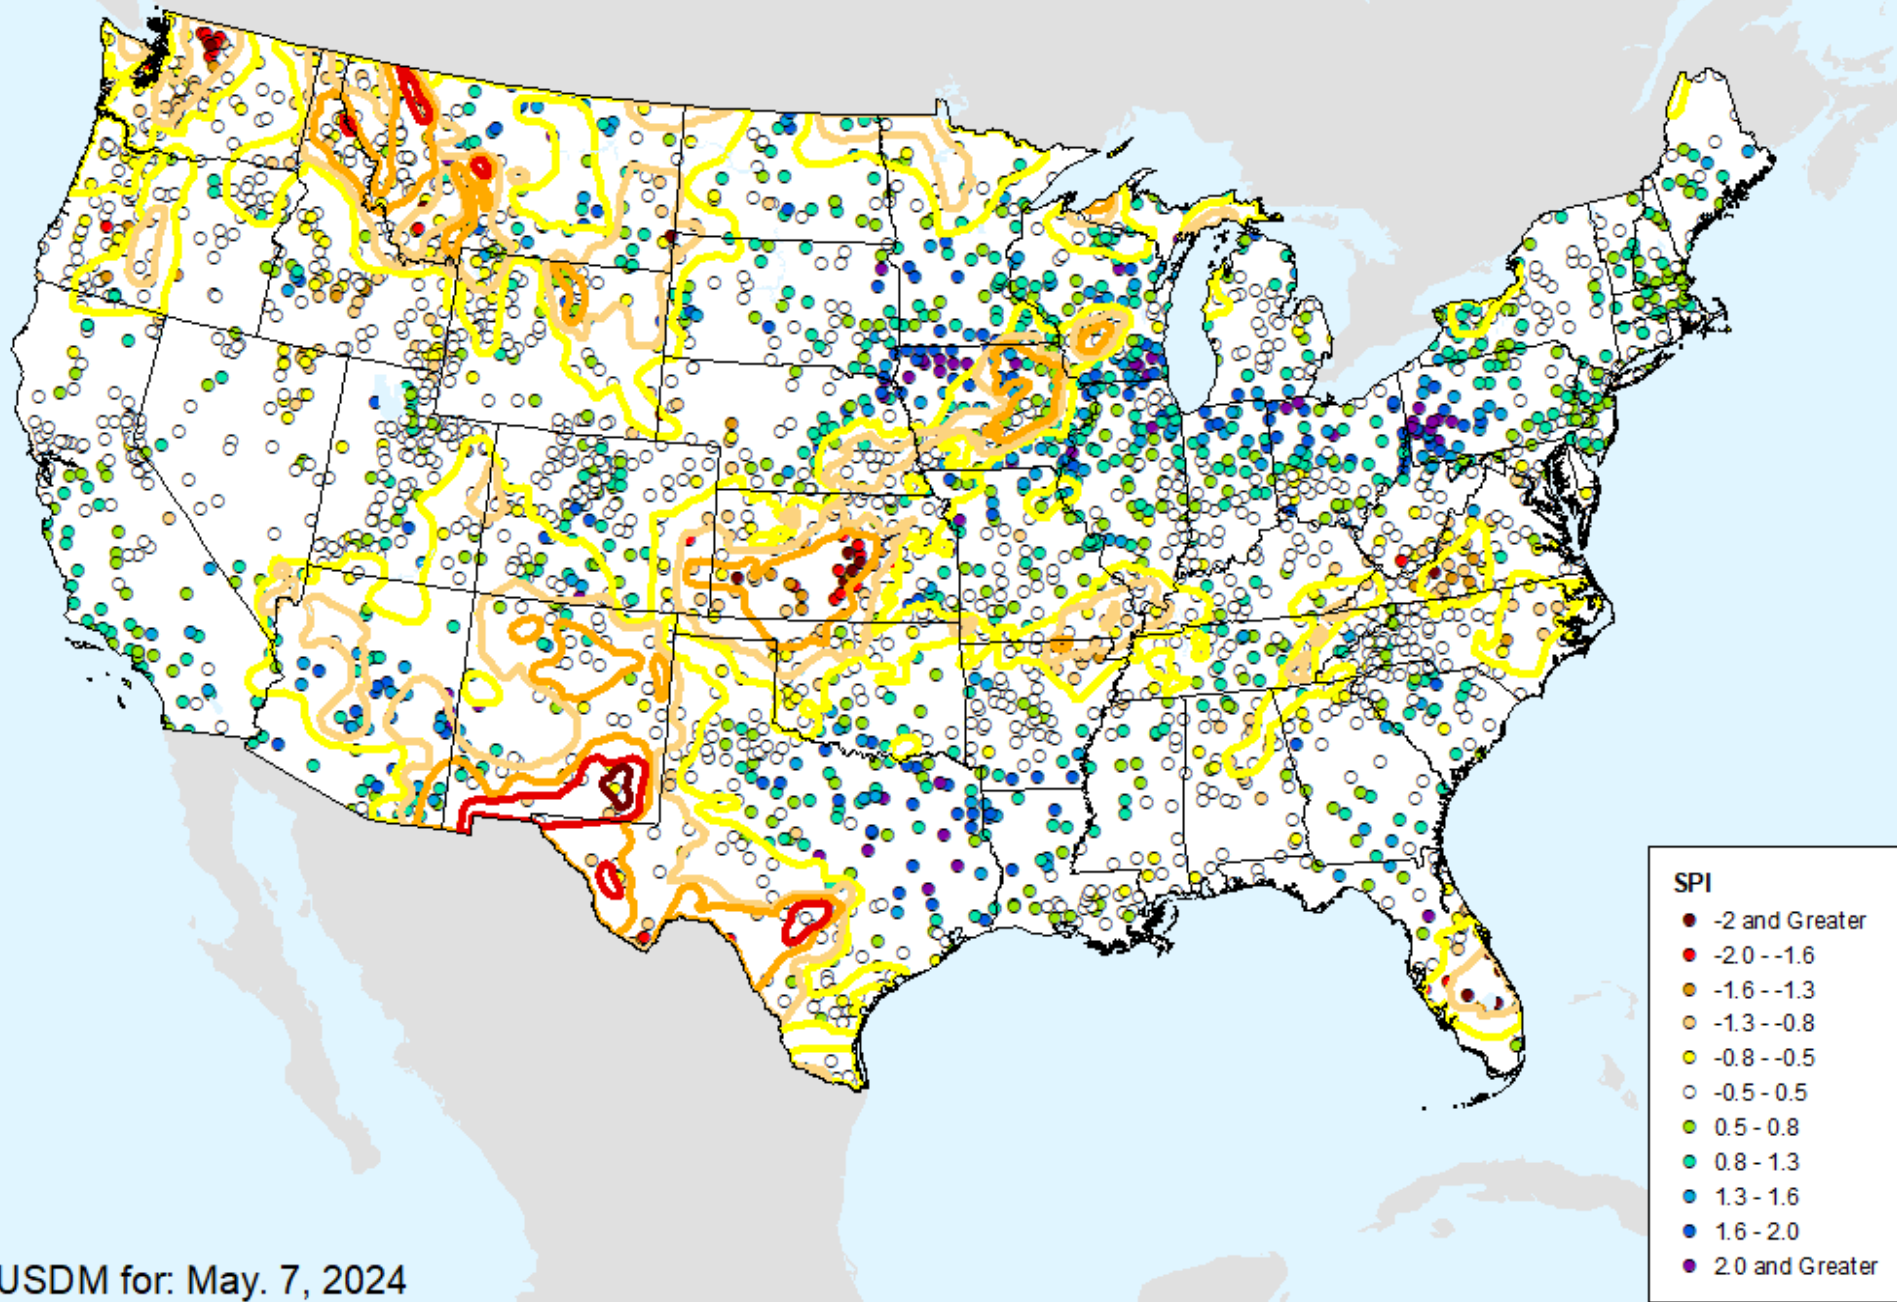 SPI
-2 and Greater
-2.0 - -1.6
-1.6 - -1.3
-1.3 - -0.8
-0.8 - -0.5
-0.5 - 0.5
0.5 - 0.8
0.8 - 1.3
1.3 - 1.6
1.6 - 2.0
2.0 and Greater
USDM for: May. 7, 2024